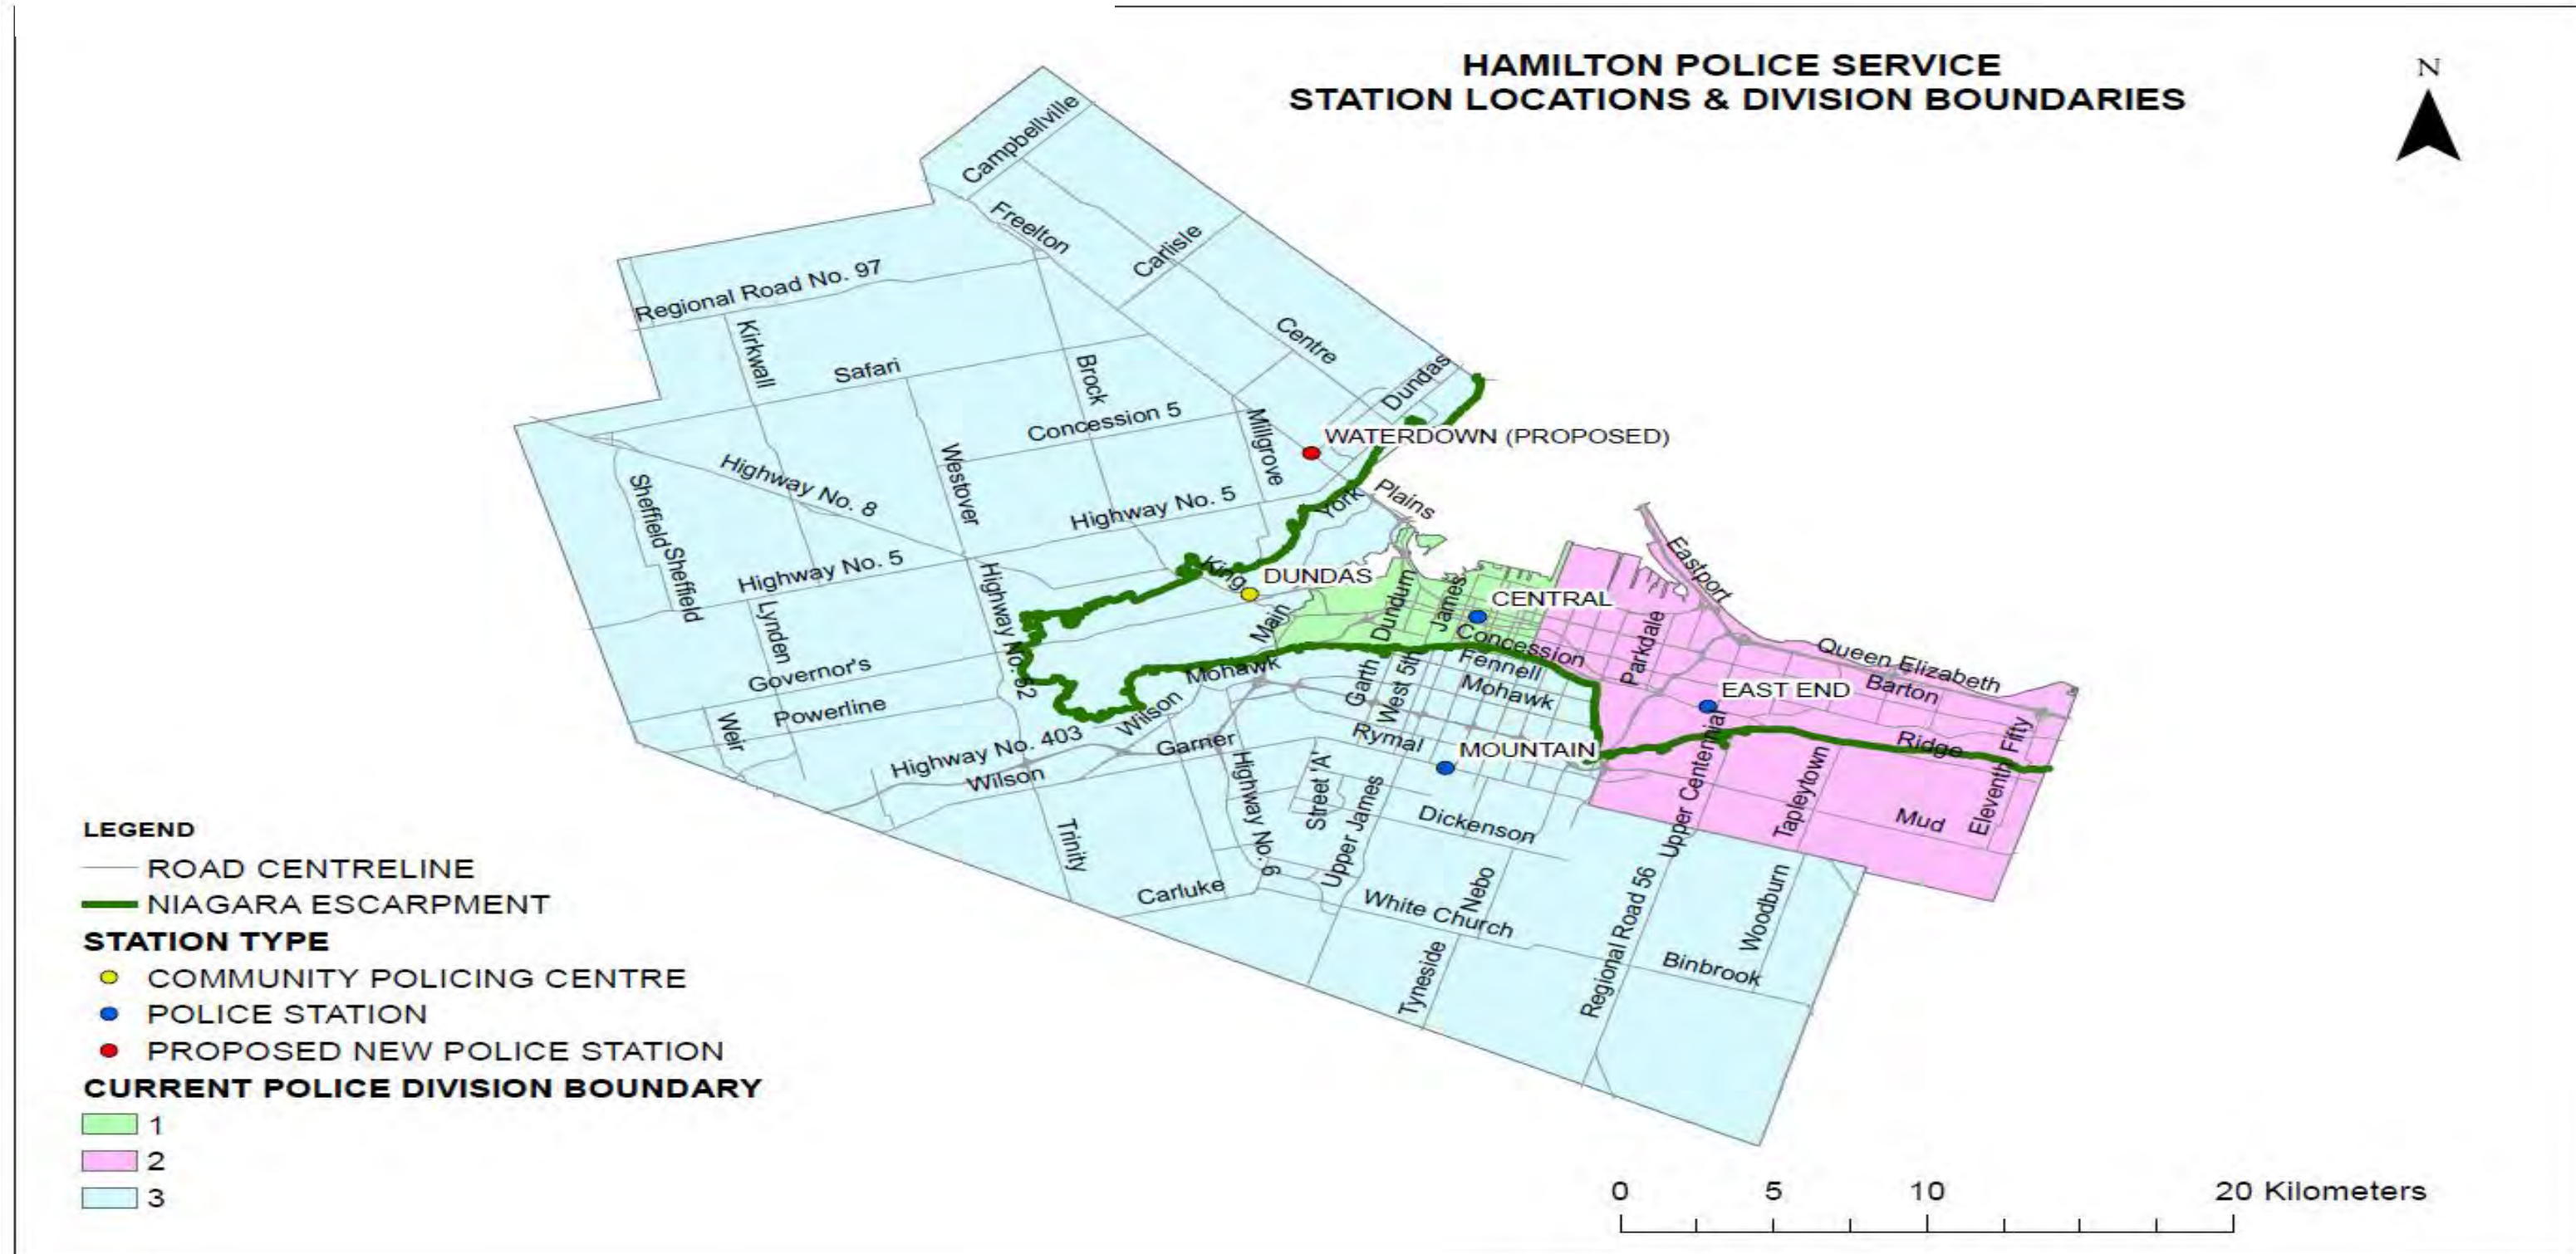 HAMILTON POLICE SERVICE
STATION LOCATIONS & DIVISION BOUNDARIES
N
Campbellville
Freelton
Carlisle
Regional Road No. 97
Kirkwall
Safari
Brock
Centre
Dundas
Concession 5
Millgrove
WATERDOWN (PROPOSED)
Westover
Highway No. 8
Sheffield
Sheffield
Highway No. 5
York
Plains
Highway No. 5
King
DUNDAS
Eastport
Lynden
Highway No. 52
Main
Dundurn
James
CENTRAL
Concession
Parkdale
Queen Elizabeth
Governor's
Mohawk
Garth
West 5th
Fennell
Mohawk
EAST END
Barton
Powerline
Weir
Wilson
Highway No. 403
Garner
Rymal
MOUNTAIN
Upper Centennial
Ridge
Fifty
Wilson
Highway No. 6
Street 'A'
Upper James
Dickenson
Tapleytown
Mud
Eleventh
Trinity
Carluke
White Church
Nebo
Regional Road 56
Woodburn
Tyneside
Binbrook
LEGEND
ROAD CENTRELINE
NIAGARA ESCARPMENT
STATION TYPE
COMMUNITY POLICING CENTRE
POLICE STATION
PROPOSED NEW POLICE STATION
CURRENT POLICE DIVISION BOUNDARY
1
2
3
0 5 10 20 Kilometers